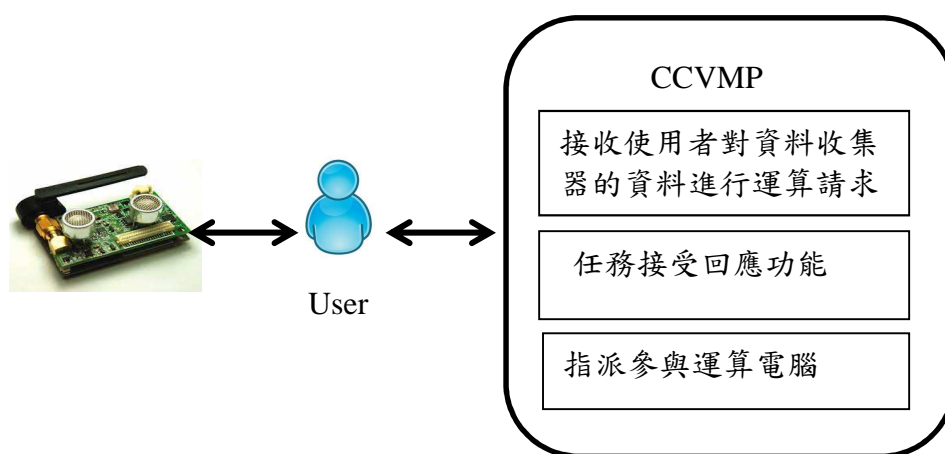 CCVMP
接收使用者對資料收集
器的資料進行運算請求
任務接受回應功能
指派參與運算電腦
User